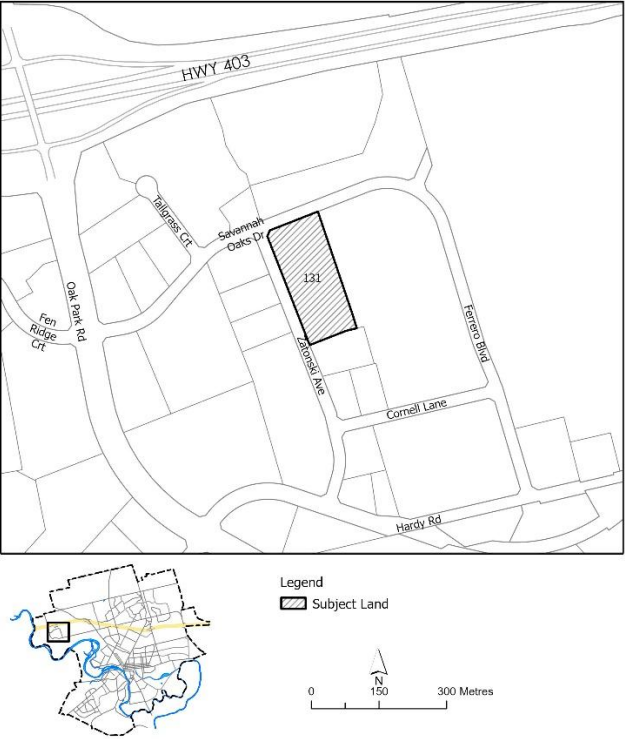 HWY 403
Tallgrass Crt
Savannah
Oaks Dr
131
Oak Park Rd
Fen
Ridge
Crt
Zatonski Ave
Ferrero Blvd
Cornell Lane
Hardy Rd
Legend
Subject Land
N
0 150 300 Metres